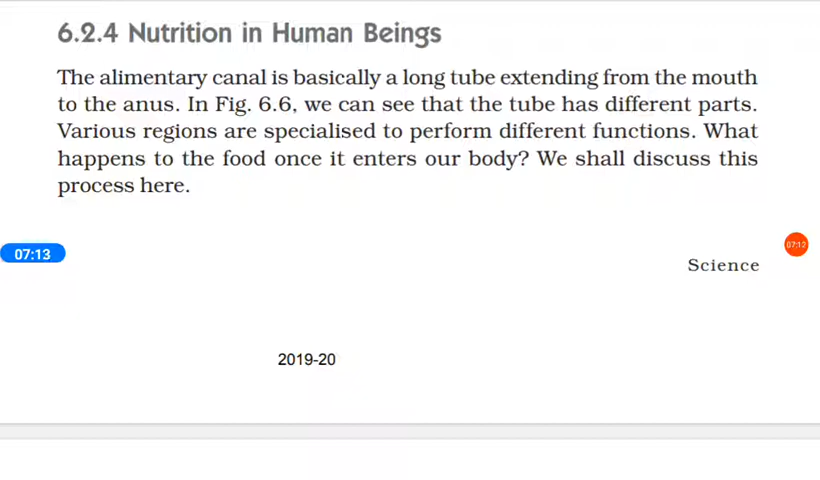 6.2.4 Nutrition in Human Beings
The alimentary canal is basically a long tube extending from the mouth
to the anus. In Fig. 6.6, we can see that the tube has different parts.
Various regions are specialised to perform different functions. What
happens to the food once it enters our body? We shall discuss this
process here.
07:13
07:12
Science
2019-20